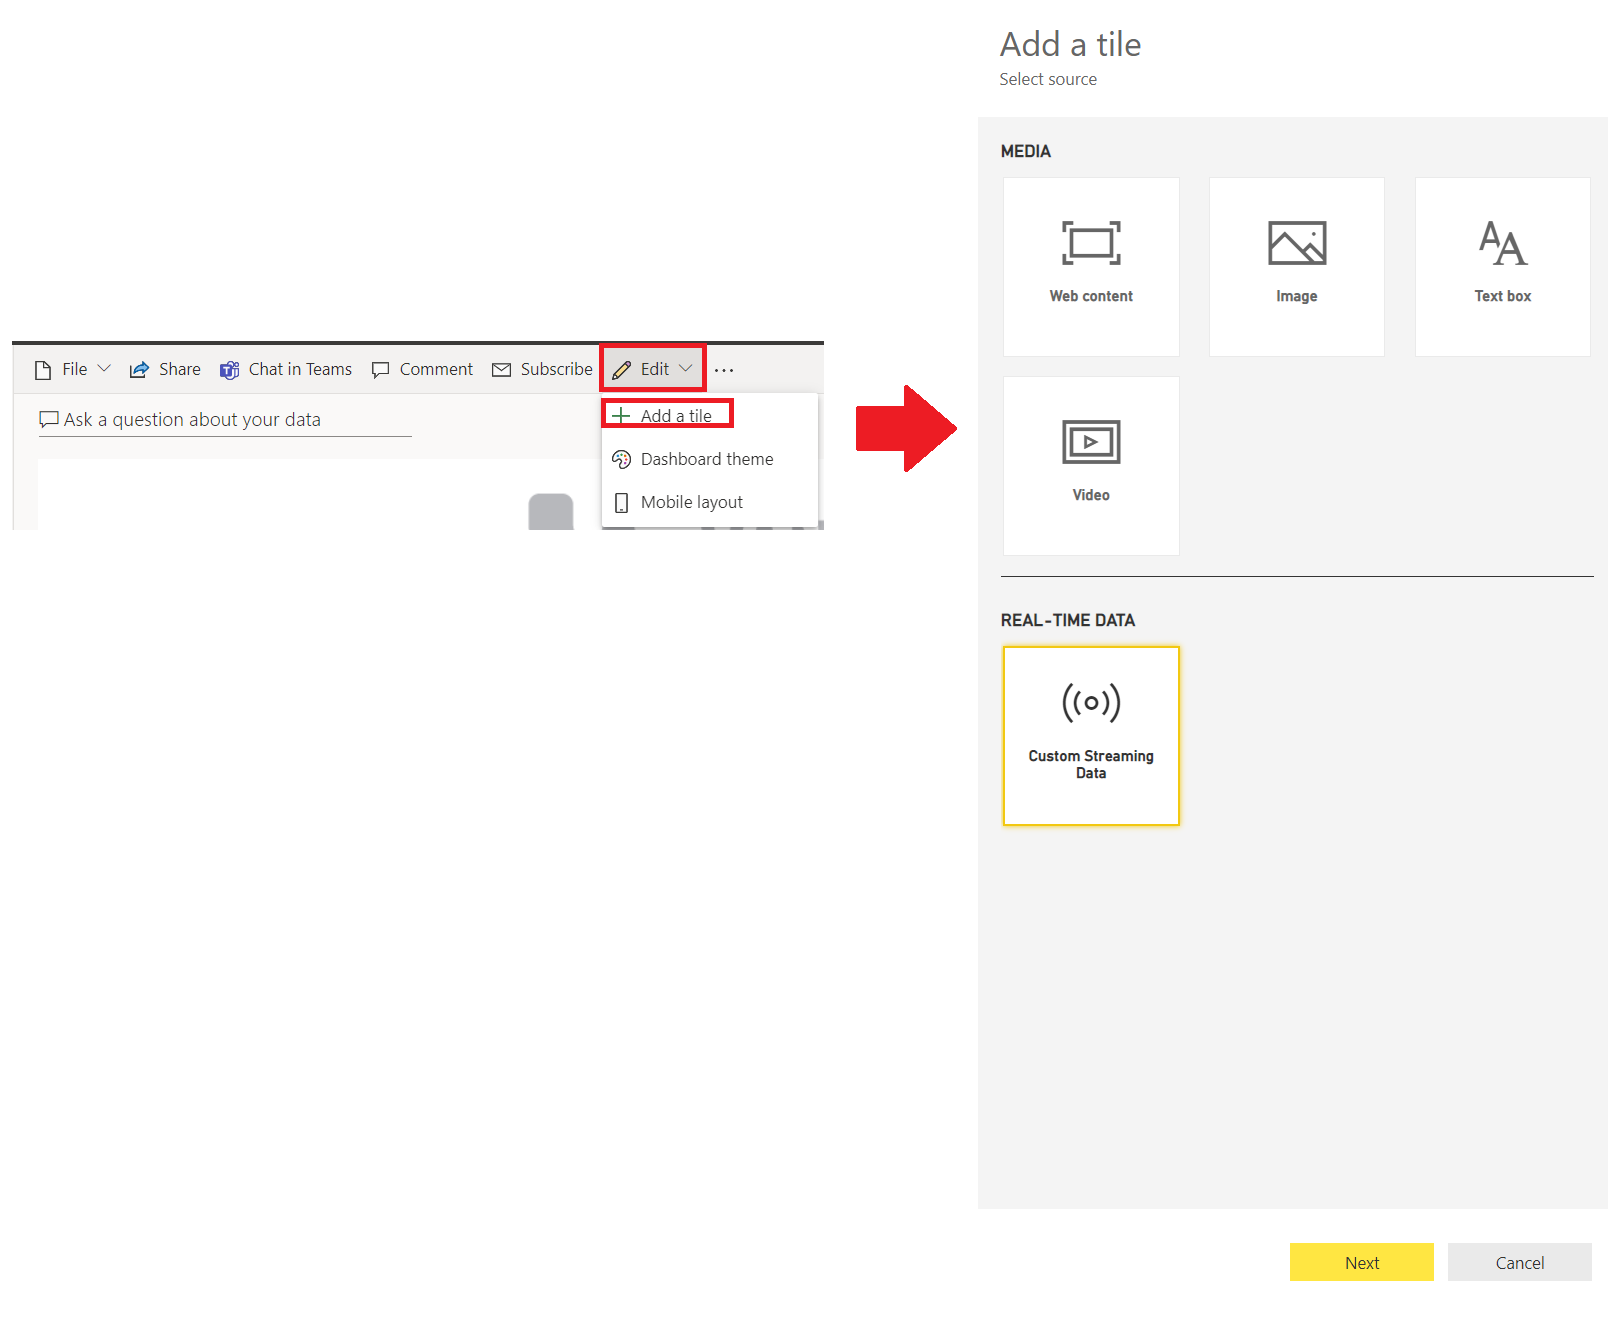 File
Share
Chat in Teams
Comment
Subscribe
Edit
...
Ask a question about your data
Add a tile
Dashboard theme
Mobile layout
Add a tile
Select source
MEDIA
Web content
Image
Text box
Video
REAL-TIME DATA
Custom Streaming
Data
Next
Cancel